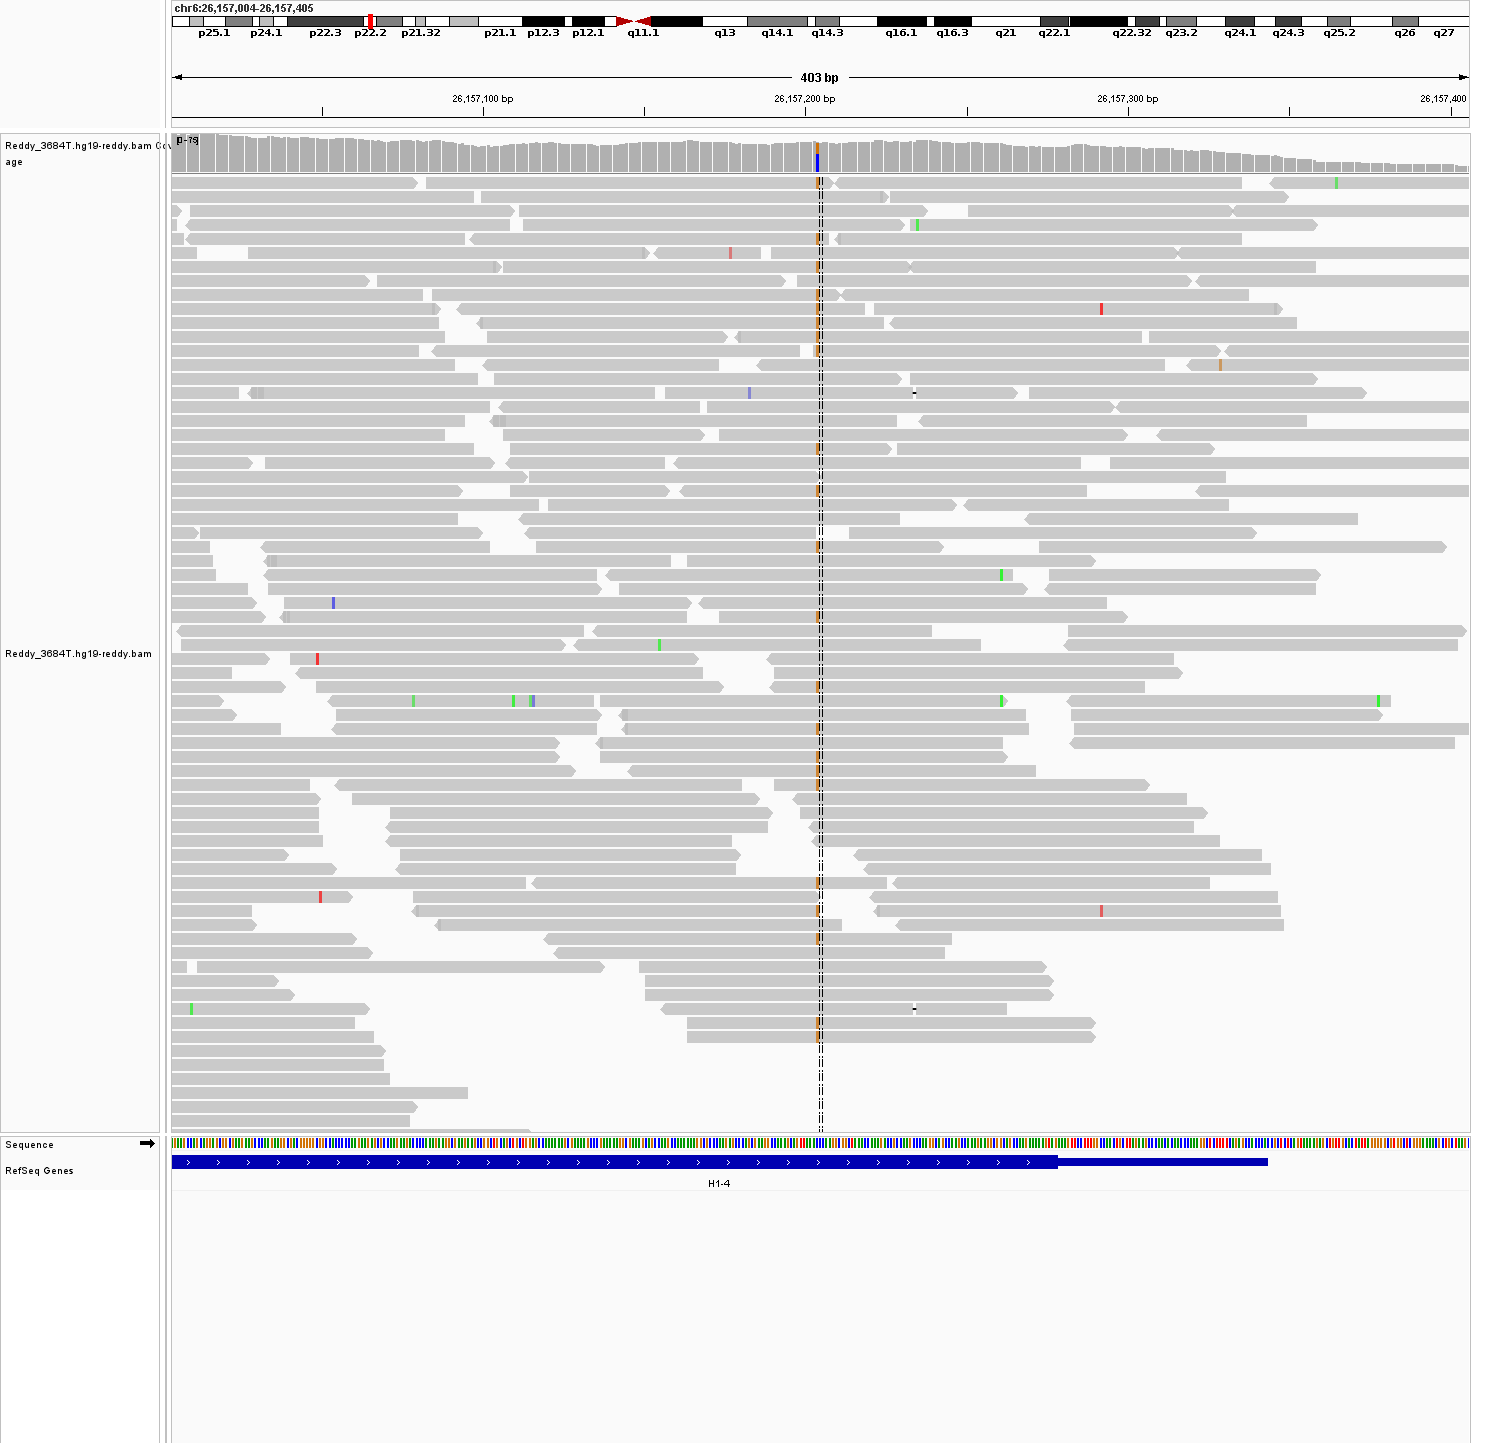 chr6:26,157,004-26,157,405
p25.1 p24.1 p22.3 p22.2 p21.32 p21.1 p12.3 p12.1 q11.1 q13 q14.1 q14.3 q16.1 q16.3 q21 q22.1 q22.32 q23.2 q24.1 q24.3 q25.2 q26 q27
403 bp
26,157,100 bp 26,157,200 bp 26,157,300 bp 26,157,400
Reddy_3684T.hg19-reddy.bam Cov
age
Reddy_3684T.hg19-reddy.bam
Sequence
RefSeq Genes
H1-4